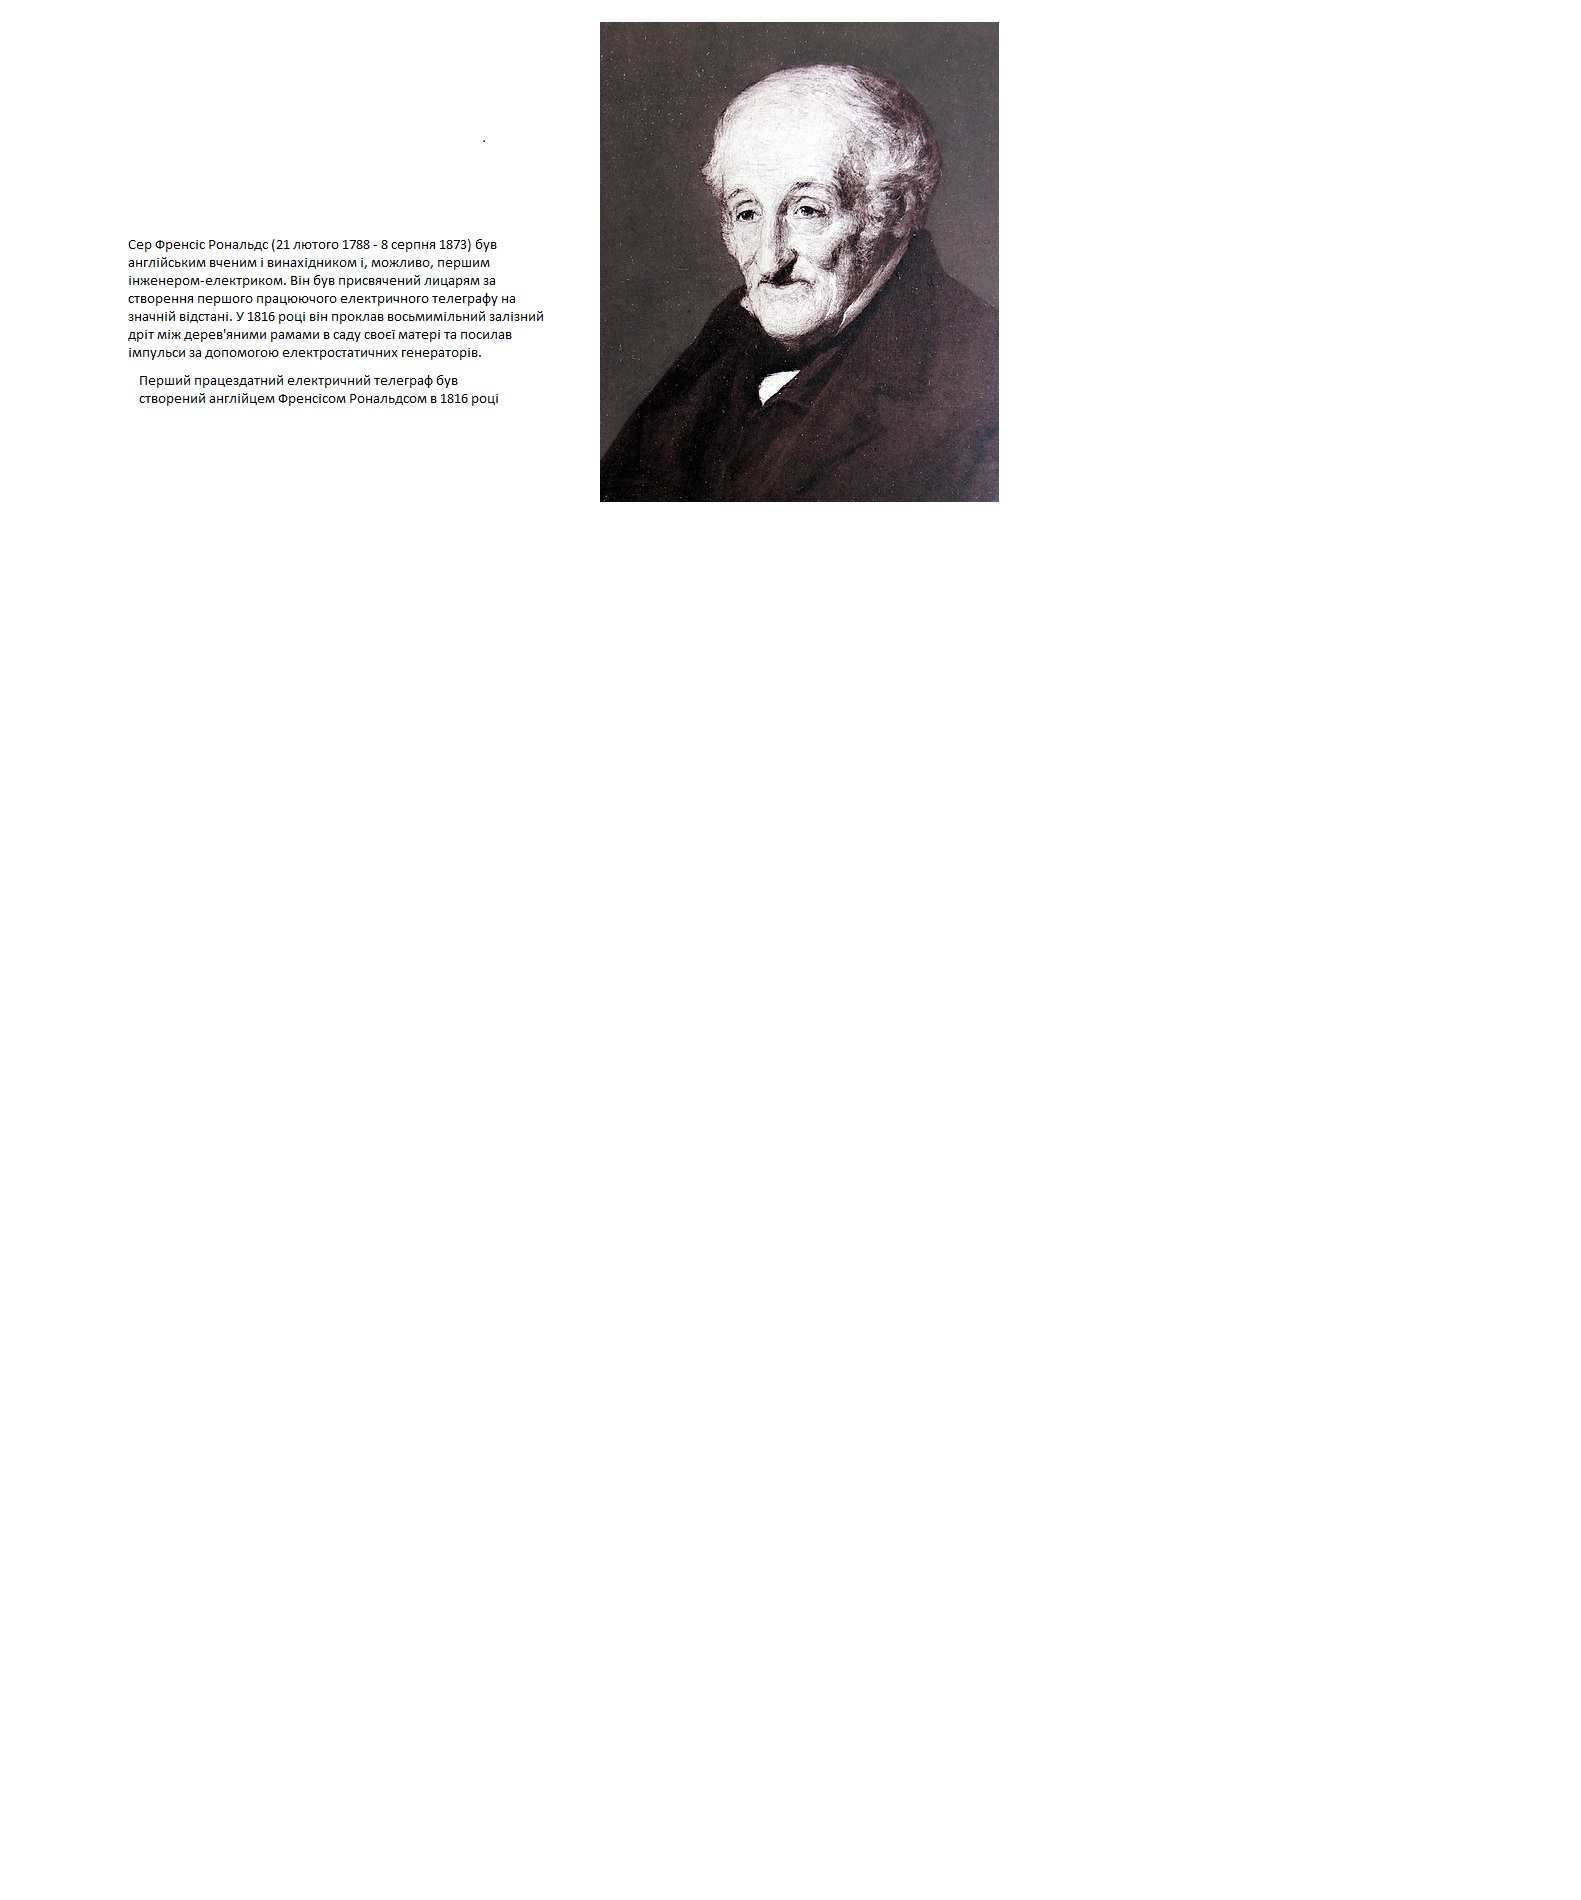 Сер Френсіс Рональдс (21 лютого 1788 - 8 серпня 1873) був
англійським вченим і винахідником і, можливо, першим
інженером-електриком. Він був присвячений лицарям за
створення першого працюючого електричного телеграфу на
значній відстані. У 1816 році він проклав восьмимільний залізний
дріт між дерев'яними рамами в саду своєї матері та посилав
імпульси за допомогою електростатичних генераторів.
Перший працездатний електричний телеграф був
створений англійцем Френсісом Рональдсом в 1816 році